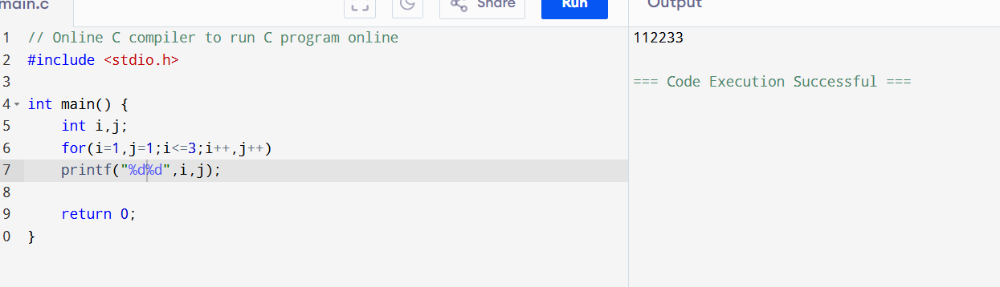 main.c
Share
Run
Output
1 // Online C compiler to run C program online
2 #include <stdio.h>
3
4 int main() {
5     int i,j;
6     for(i=1,j=1;i<=3;i++,j++)
7     printf("%d%d",i,j);
8
9     return 0;
0 }
112233
=== Code Execution Successful ===